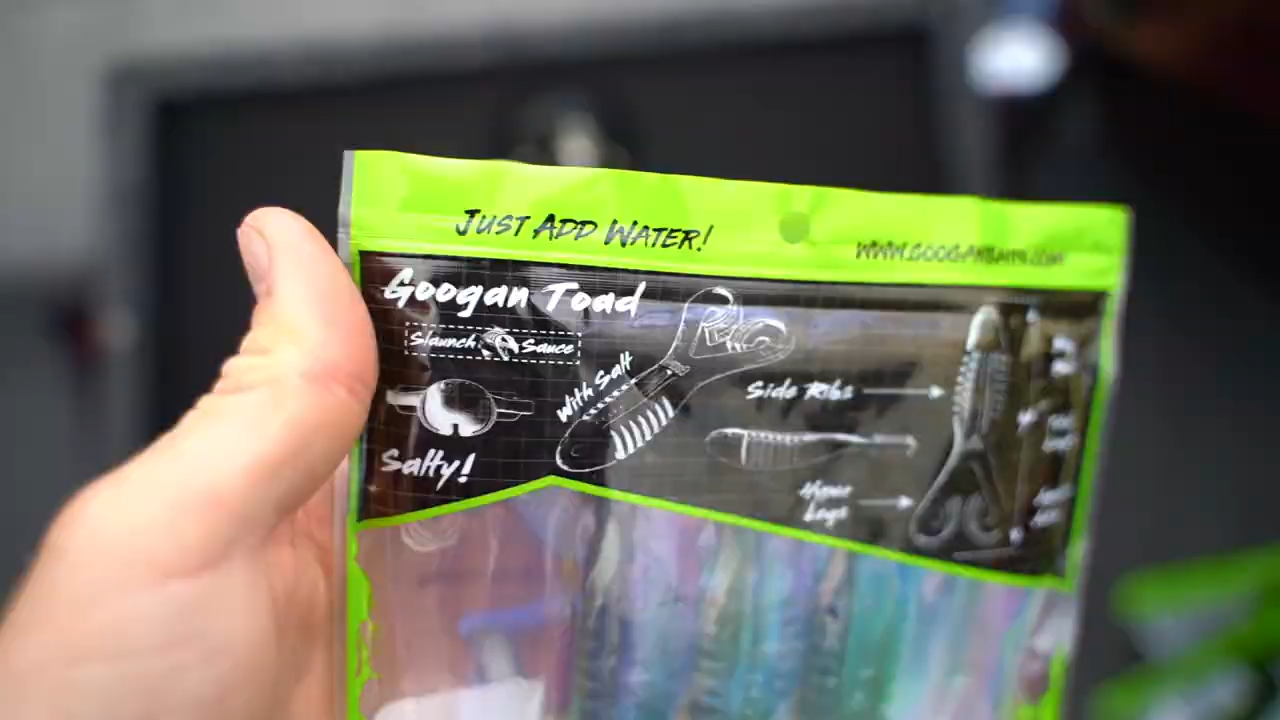 JUST ADD WATER!
WWW.GOOGANBAITS.COM
Googan Toad
Slaunch Sauce
With Salt
Salty!
Side Ribs
Hyper
Legs